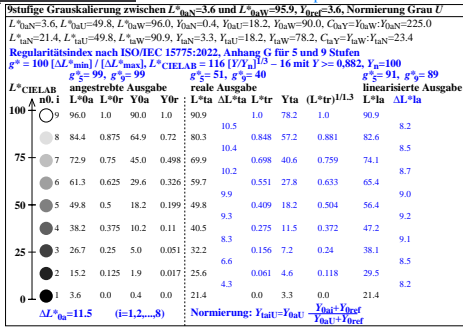 9stufige Grauskalierung zwischen L*0aN=3.6 und L*0aW=95.9, Y0ref=3.6, Normierung Grau U
L*0aN=3.6, L*0aU=49.8, L*0aW=96.0, Y0aN=0.4, Y0aU=18.2, Y0aW=90.0, C0aY=Y0aW:Y0aN=225.0
L*taN=21.4, L*taU=49.8, L*taW=90.9, YtaN=3.3, YtaU=18.2, YtaW=78.2, CtaY=YtaW:YtaN=23.4
Regularitätsindex nach ISO/IEC 15775:2022, Anhang G für 5 und 9 Stufen
g* = 100 [ΔL*min] / [ΔL*max], L*CIELAB = 116 [Y/Yn]1/3 – 16 mit Y >= 0,882, Yn=100
g*5= 99, g*9= 99 g*5= 51, g*9= 40 g*5= 91, g*9= 89
L*CIELAB angestrebte Ausgabe reale Ausgabe linearisierte Ausgabe
n0. i L*0a L*0r Y0a Y0r L*ta ΔL*ta L*tr Yta (L*tr)1/1.3 L*la ΔL*la
100 9 96.0 1.0 90.0 1.0 90.9 1.0 78.2 1.0 90.9
10.5 8.2
8 84.4 0.875 64.9 0.72 80.3 0.848 57.2 0.881 82.6
10.4 8.5
75 7 72.9 0.75 45.0 0.498 69.9 0.698 40.6 0.759 74.1
10.2 8.7
6 61.3 0.625 29.6 0.326 59.7 0.551 27.8 0.633 65.4
9.9 9.0
50 5 49.8 0.5 18.2 0.199 49.8 0.409 18.2 0.504 56.4
9.3 9.2
4 38.2 0.375 10.2 0.11 40.5 0.275 11.5 0.372 47.2
8.3 9.1
25 3 26.7 0.25 5.0 0.051 32.2 0.156 7.2 0.24 38.1
6.6 8.5
2 15.2 0.125 1.9 0.017 25.6 0.061 4.6 0.118 29.5
4.3 8.2
0 1 3.6 0.0 0.4 0.0 21.4 0.0 3.3 0.0 21.4
ΔL*0a=11.5 (i=1,2,...,8) Normierung: YtaiU=Y0aU Y0ai+Y0ref
Y0aU+Y0ref